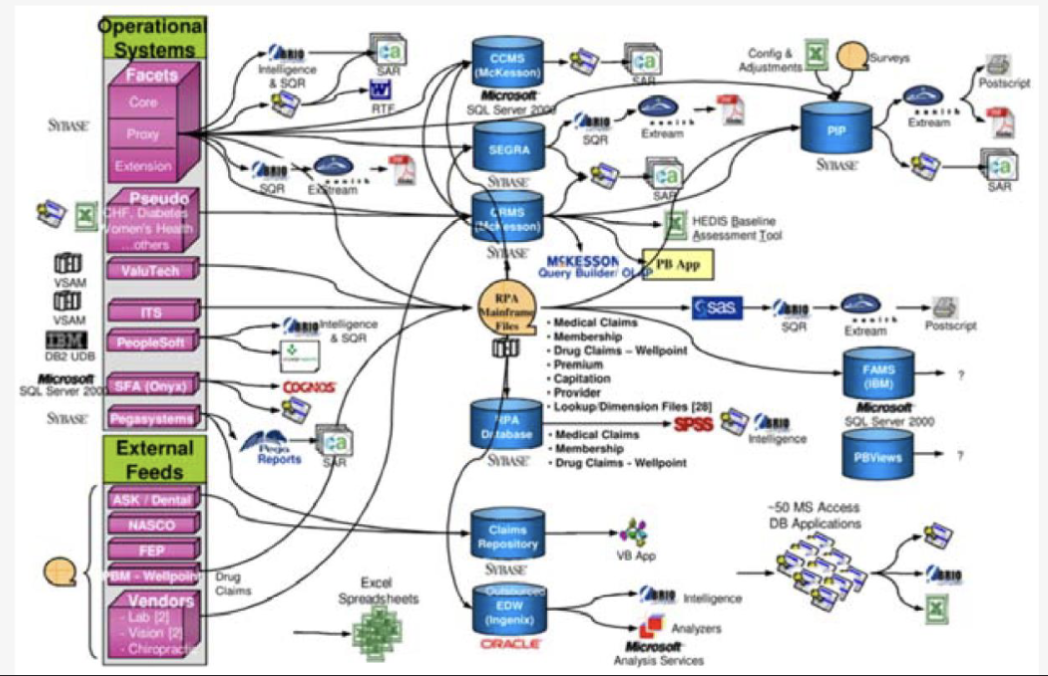 Operational
Systems
Facets
Core
Proxy
Extension
SYBASE
Pseudo
CHF, Diabetes
Women's Health
...others
ValuTech
VSAM
ITS
VSAM
PeopleSoft
IBM
DB2 UDB
SFA (Onyx)
Microsoft
SQL Server 2000
Pegasystems
SYBASE
External
Feeds
ASK / Dental
NASCO
FEP
PBM - Wellpoint
Vendors
- Lab [2]
- Vision [2]
- Chiropractic
Drug
Claims
BRIO
Intelligence
& SQR
SAR
RTF
BRIO
SQR
ExStream
BRIO Intelligence
& SQR
COGNOS
Pega
Reports
SAR
Excel
Spreadsheets
CCMS
(McKesson)
Microsoft
SQL Server 2000
SAR
SEGRA
SYBASE
BRIO
SQR
Extream
SAR
CRMS
(McKesson)
SYBASE
HEDIS Baseline
Assessment Tool
McKESSON
Query Builder/ OLAP
PB App
RPA
Mainframe
Files
• Medical Claims
• Membership
• Drug Claims – Wellpoint
• Premium
• Capitation
• Provider
• Lookup/Dimension Files [28]
RPA
Database
SYBASE
• Medical Claims
• Membership
• Drug Claims - Wellpoint
SPSS
BRIO
Intelligence
Claims
Repository
SYBASE
VB App
Outsourced
EDW
(Ingenix)
ORACLE
BRIO Intelligence
Analyzers
Microsoft
Analysis Services
Config &
Adjustments
Surveys
PIP
SYBASE
Extream
Postscript
SAR
sas
BRIO
SQR
Extream
Postscript
FAMS
(IBM)
?
Microsoft
SQL Server 2000
PBViews
?
~50 MS Access
DB Applications
BRIO